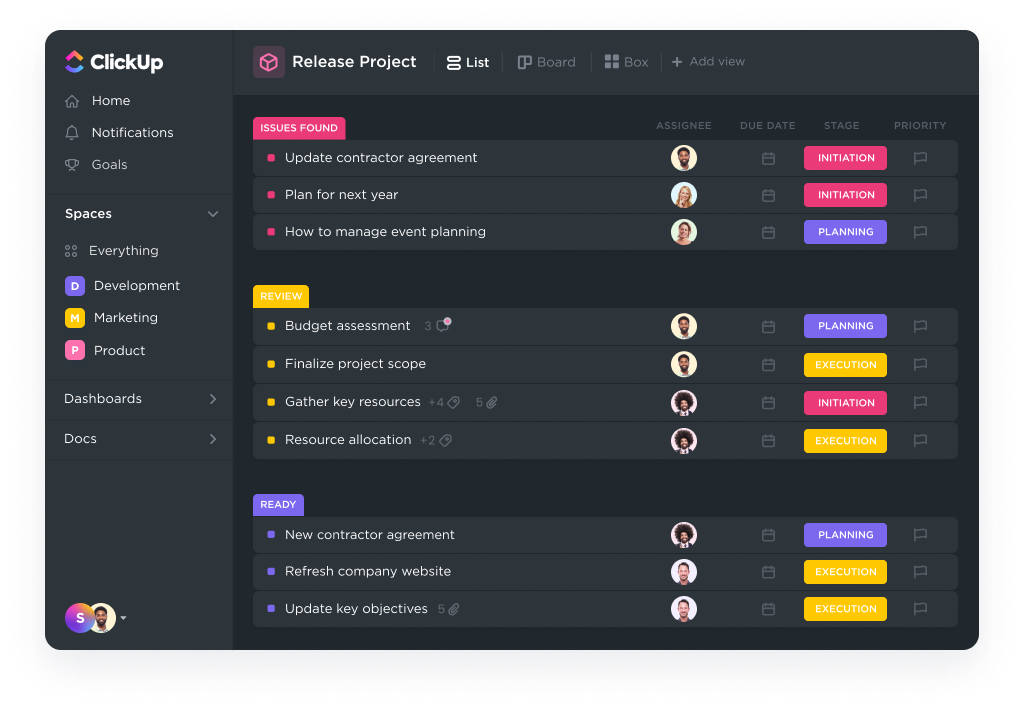 ClickUp
Home
Notifications
Goals
Spaces
Everything
D Development
M Marketing
P Product
Dashboards
Docs
S
Release Project List Board Box + Add view
ISSUES FOUND ASSIGNEE DUE DATE STAGE PRIORITY
Update contractor agreement INITIATION
Plan for next year INITIATION
How to manage event planning PLANNING
REVIEW
Budget assessment 3 PLANNING
Finalize project scope EXECUTION
Gather key resources +4 5 INITIATION
Resource allocation +2 EXECUTION
READY
New contractor agreement PLANNING
Refresh company website EXECUTION
Update key objectives 5 EXECUTION